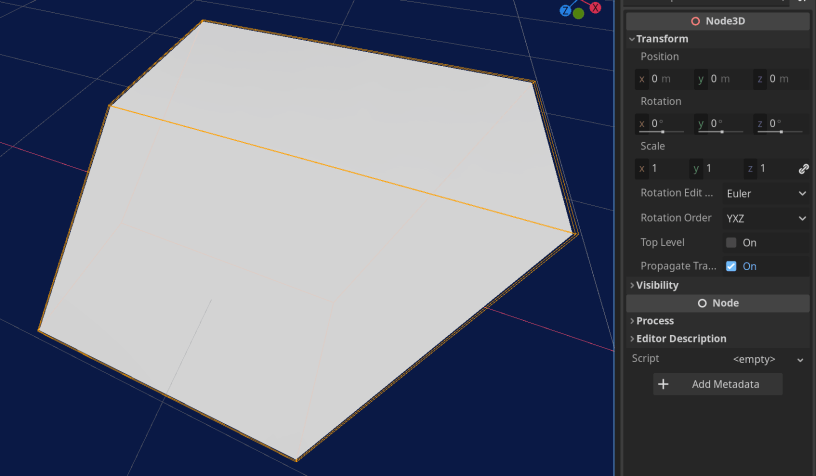 Z X
Node3D
Transform
Position
x 0 m y 0 m z 0 m
Rotation
x 0° y 0° z 0°
Scale
x 1 y 1 z 1
Rotation Edit ... Euler
Rotation Order YXZ
Top Level On
Propagate Tra... On
Visibility
Node
Process
Editor Description
Script <empty>
+ Add Metadata